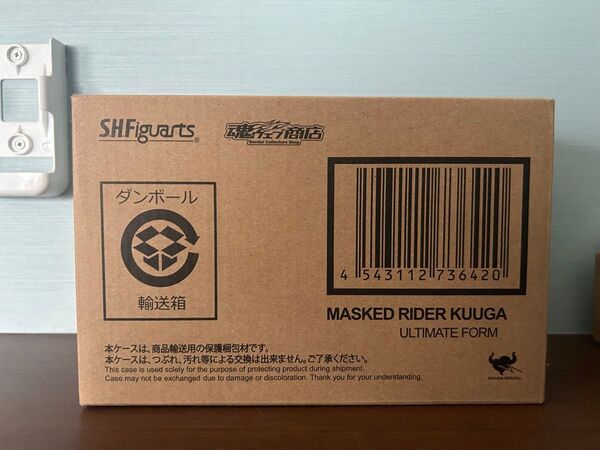 S.H.Figuarts®
魂ウェブ商店
Bandai Collectors Shop
ダンボール
輸送箱
4 543112 736420
MASKED RIDER KUUGA
ULTIMATE FORM
本ケースは、商品輸送用の保護梱包材です。
本ケースは、つぶれ、汚れ等による交換は出来ません。ご了承ください。
This case is used solely for the purpose of protecting product during shipment.
Case may not be exchanged due to damage or discoloration. Thank you for your understanding.